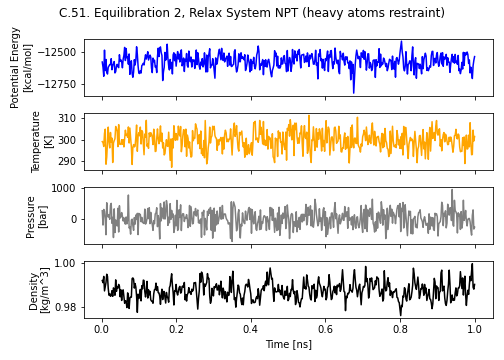 C.51. Equilibration 2, Relax System NPT (heavy atoms restraint)
Potential Energy
[kcal/mol]
−12500
−12750
Temperature
[K]
310
300
290
Pressure
[bar]
1000
0
Density
[kg/m^3]
1.00
0.98
0.0 0.2 0.4 0.6 0.8 1.0
Time [ns]